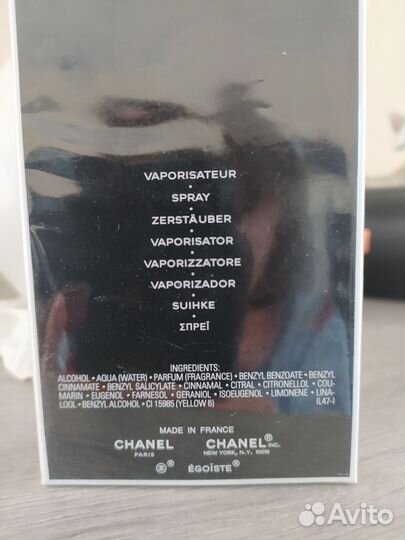 VAPORISATEUR
•
SPRAY
•
ZERSTÄUBER
•
VAPORISATOR
•
VAPORIZZATORE
•
VAPORIZADOR
•
SUIHKE
•
ΣΠΡΕΪ
INGREDIENTS:
ALCOHOL • AQUA (WATER) • PARFUM (FRAGRANCE) • BENZYL BENZOATE • BENZYL
CINNAMATE • BENZYL SALICYLATE • CINNAMAL • CITRAL • CITRONELLOL • COU-
MARIN • EUGENOL • FARNESOL • GERANIOL • ISOEUGENOL • LIMONENE • LINA-
LOOL • BENZYL ALCOHOL • CI 15985 (YELLOW 6) IL47-I
MADE IN FRANCE
CHANEL CHANEL® INC.
PARIS NEW YORK, N.Y. 10019
® ÉGOÏSTE®
Avito